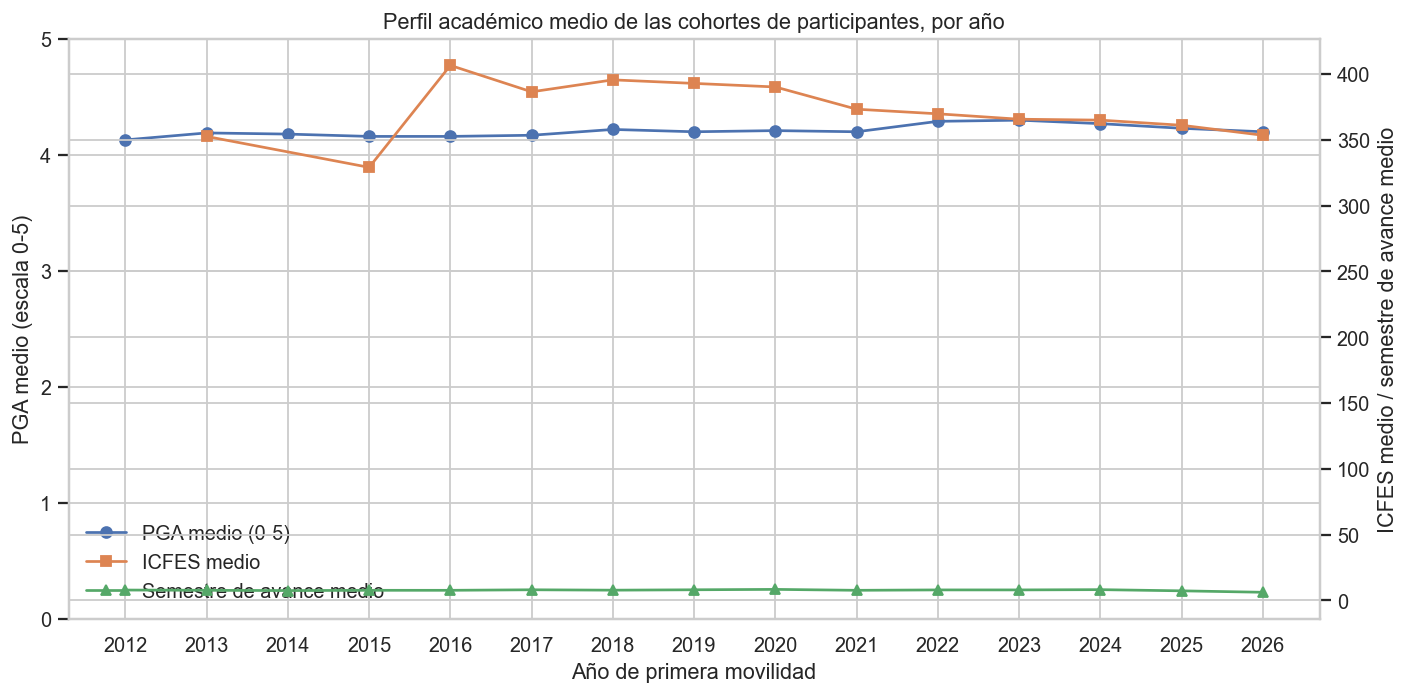 Perfil académico medio de las cohortes de participantes, por año
5
4
3
2
1
0
PGA medio (escala 0-5)
400
350
300
250
200
150
100
50
0
ICFES medio / semestre de avance medio
PGA medio (0-5)
ICFES medio
Semestre de avance medio
2012 2013 2014 2015 2016 2017 2018 2019 2020 2021 2022 2023 2024 2025 2026
Año de primera movilidad